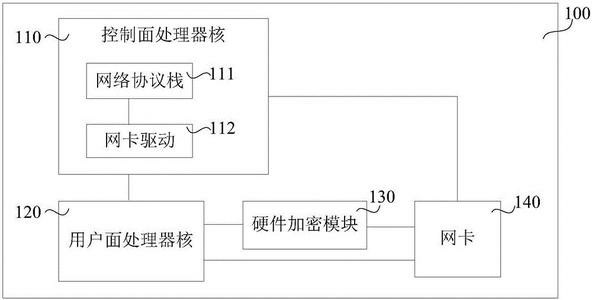 100
110
控制面处理器核
网络协议栈
111
网卡驱动
112
120
用户面处理器核
130
硬件加密模块
140
网卡